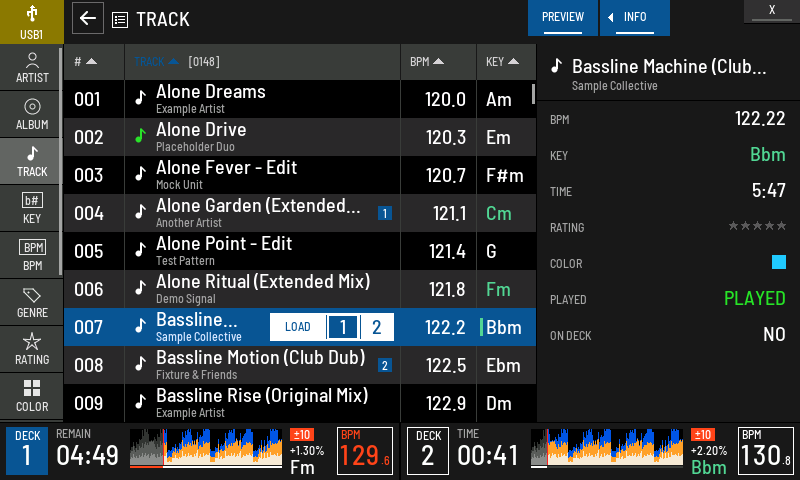 USB1
TRACK
PREVIEW
INFO
X
ARTIST
ALBUM
TRACK
b#
KEY
BPM
BPM
GENRE
RATING
COLOR
# TRACK [0148] BPM KEY
001 Alone Dreams 120.0 Am
Example Artist
002 Alone Drive 120.3 Em
Placeholder Duo
003 Alone Fever - Edit 120.7 F#m
Mock Unit
004 Alone Garden (Extended... 1 121.1 Cm
Another Artist
005 Alone Point - Edit 121.4 G
Test Pattern
006 Alone Ritual (Extended Mix) 121.8 Fm
Demo Signal
007 Bassline... LOAD 1 2 122.2 Bbm
Sample Collective
008 Bassline Motion (Club Dub) 2 122.5 Ebm
Fixture & Friends
009 Bassline Rise (Original Mix) 122.9 Dm
Example Artist
Bassline Machine (Club...
Sample Collective
BPM 122.22
KEY Bbm
TIME 5:47
RATING ★★★★★
COLOR
PLAYED PLAYED
ON DECK NO
DECK 1
REMAIN
04:49
±10
+1.30%
Fm
BPM
129.6
DECK 2
TIME
00:41
±10
+2.20%
Bbm
BPM
130.8